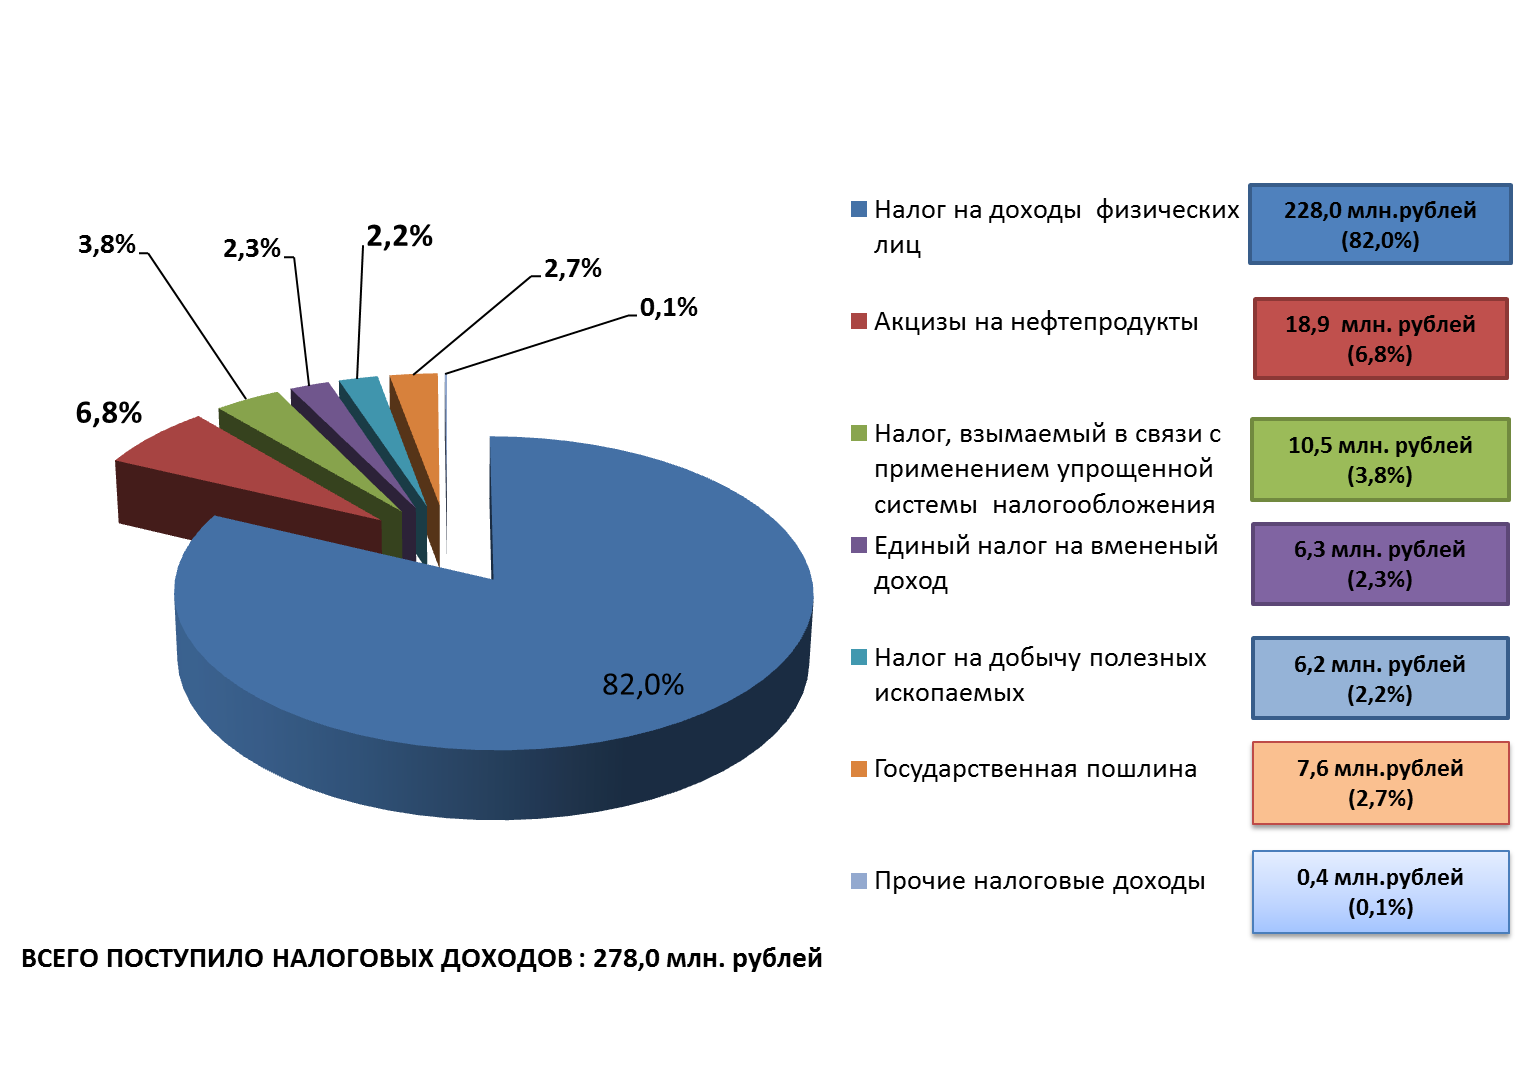 3,8%
2,3%
2,2%
2,7%
0,1%
6,8%
82,0%
Налог на доходы  физических
лиц
228,0 млн.рублей
(82,0%)
Акцизы на нефтепродукты
18,9  млн. рублей
(6,8%)
Налог, взымаемый в связи с
применением упрощенной
системы  налогообложения
10,5 млн. рублей
(3,8%)
Единый налог на вмененый
доход
6,3 млн. рублей
(2,3%)
Налог на добычу полезных
ископаемых
6,2 млн. рублей
(2,2%)
Государственная пошлина
7,6 млн.рублей
(2,7%)
Прочие налоговые доходы
0,4 млн.рублей
(0,1%)
ВСЕГО ПОСТУПИЛО НАЛОГОВЫХ ДОХОДОВ : 278,0 млн. рублей